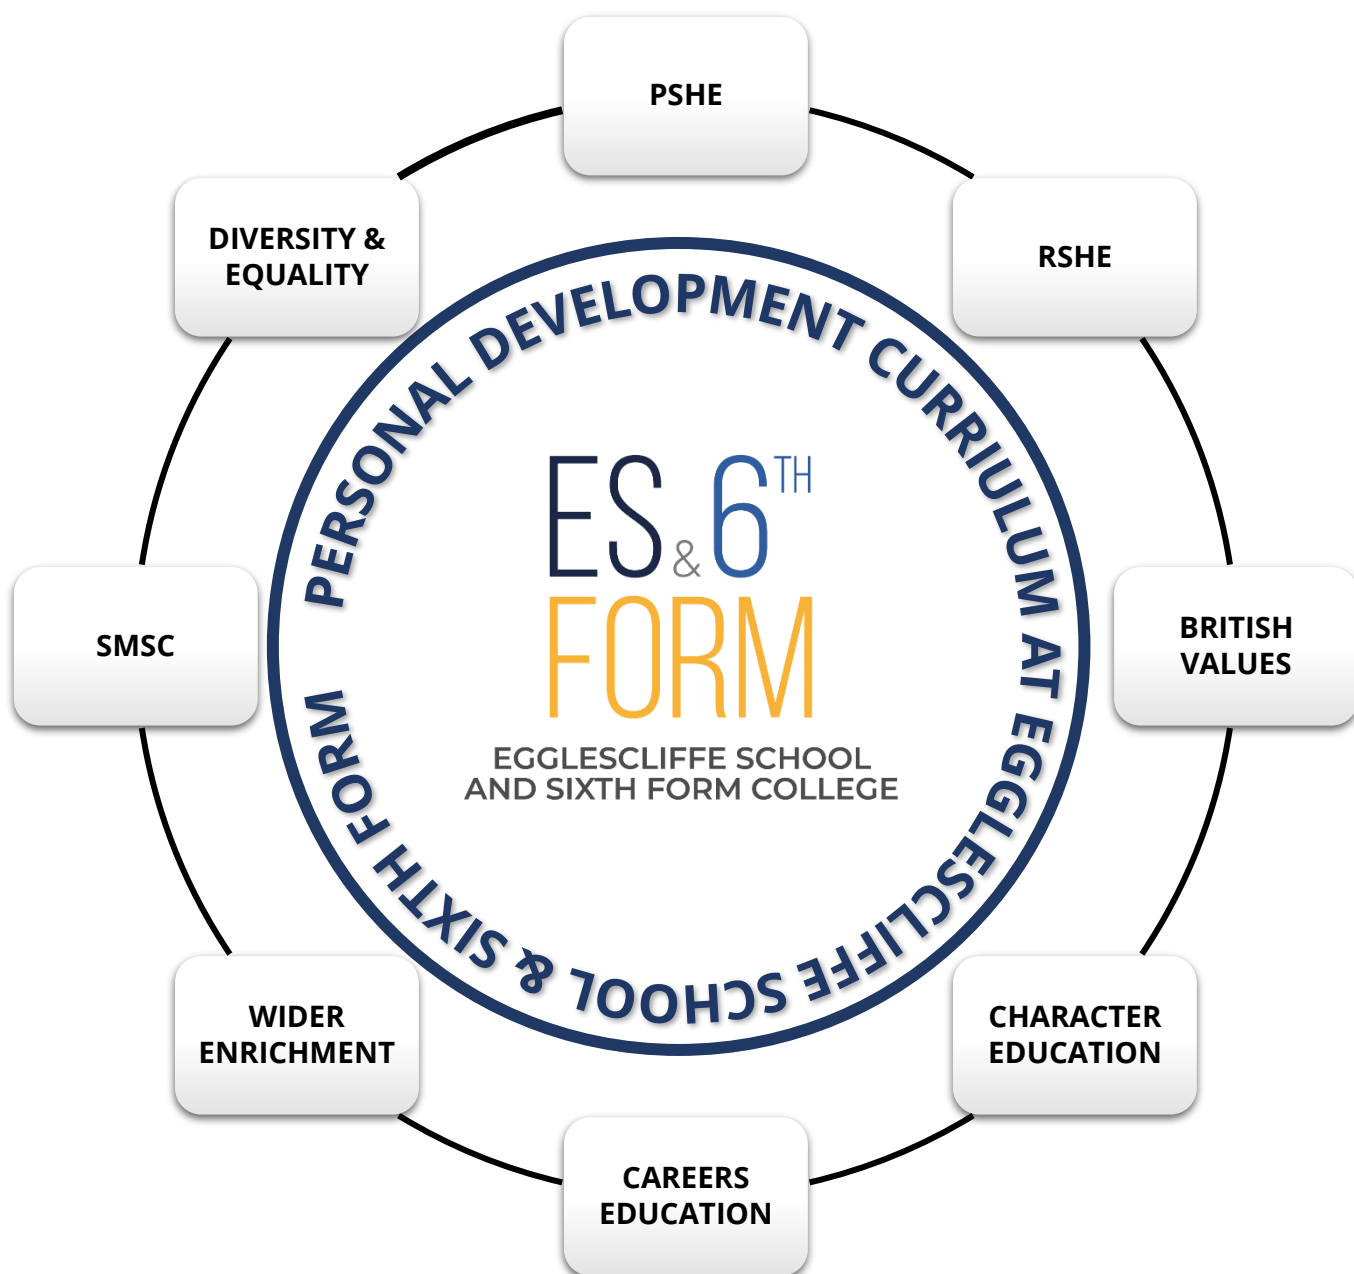 PSHE
RSHE
BRITISH
VALUES
CHARACTER
EDUCATION
CAREERS
EDUCATION
WIDER
ENRICHMENT
SMSC
DIVERSITY &
EQUALITY
PERSONAL DEVELOPMENT CURRIULUM AT EGGLESCLIFFE SCHOOL & SIXTH FORM
ES & 6TH
FORM
EGGLESCLIFFE SCHOOL
AND SIXTH FORM COLLEGE